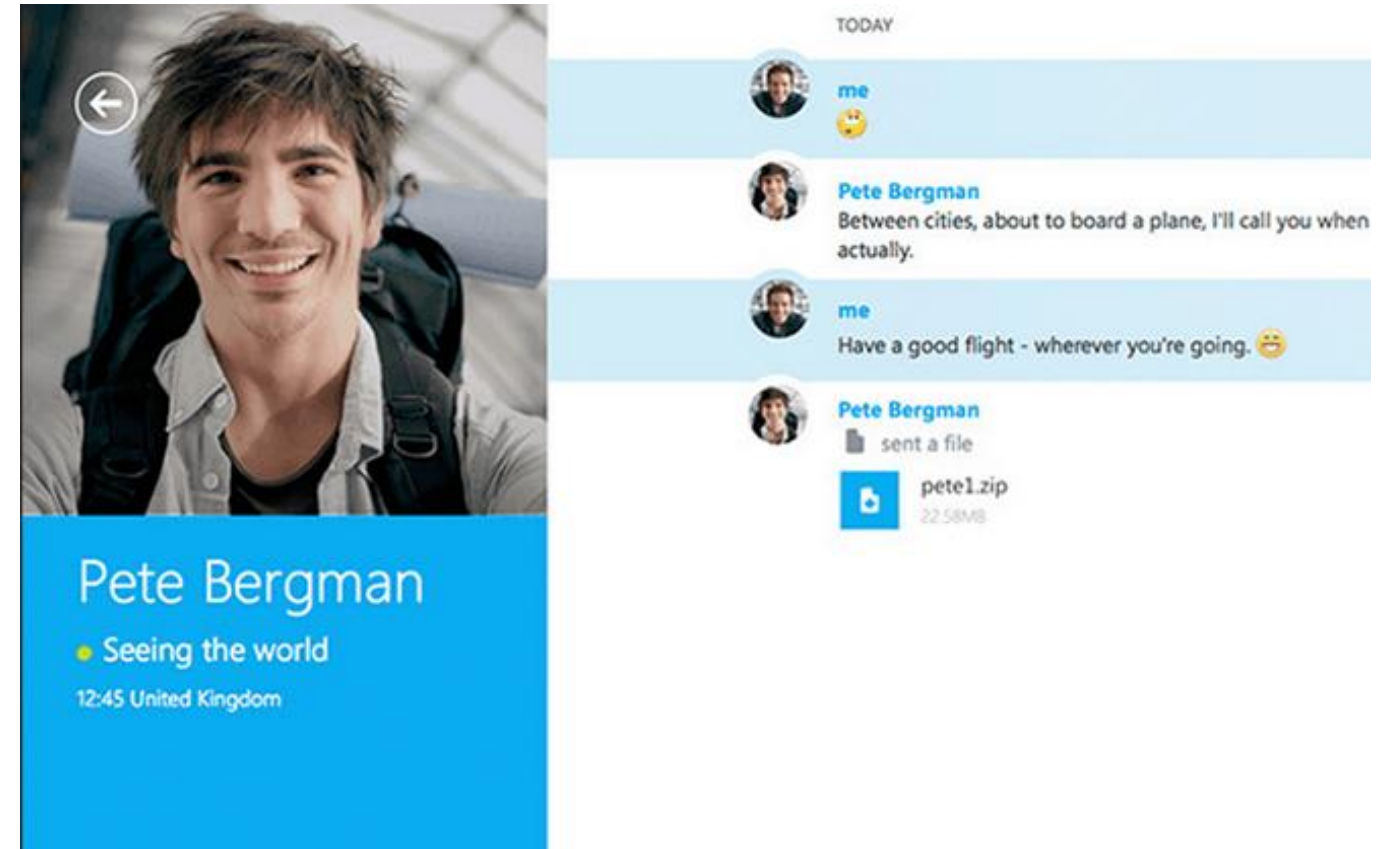 Pete Bergman
Seeing the world
12:45 United Kingdom
TODAY
me
Pete Bergman
Between cities, about to board a plane, I'll call you when
actually.
me
Have a good flight - wherever you're going.
Pete Bergman
sent a file
pete1.zip
22.58MB